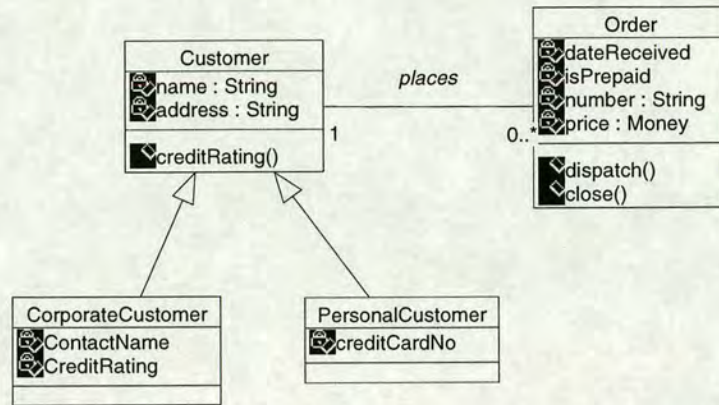 Customer
name : String
address : String
creditRating()
places
1
0..*
Order
dateReceived
isPrepaid
number : String
price : Money
dispatch()
close()
CorporateCustomer
ContactName
CreditRating
PersonalCustomer
creditCardNo